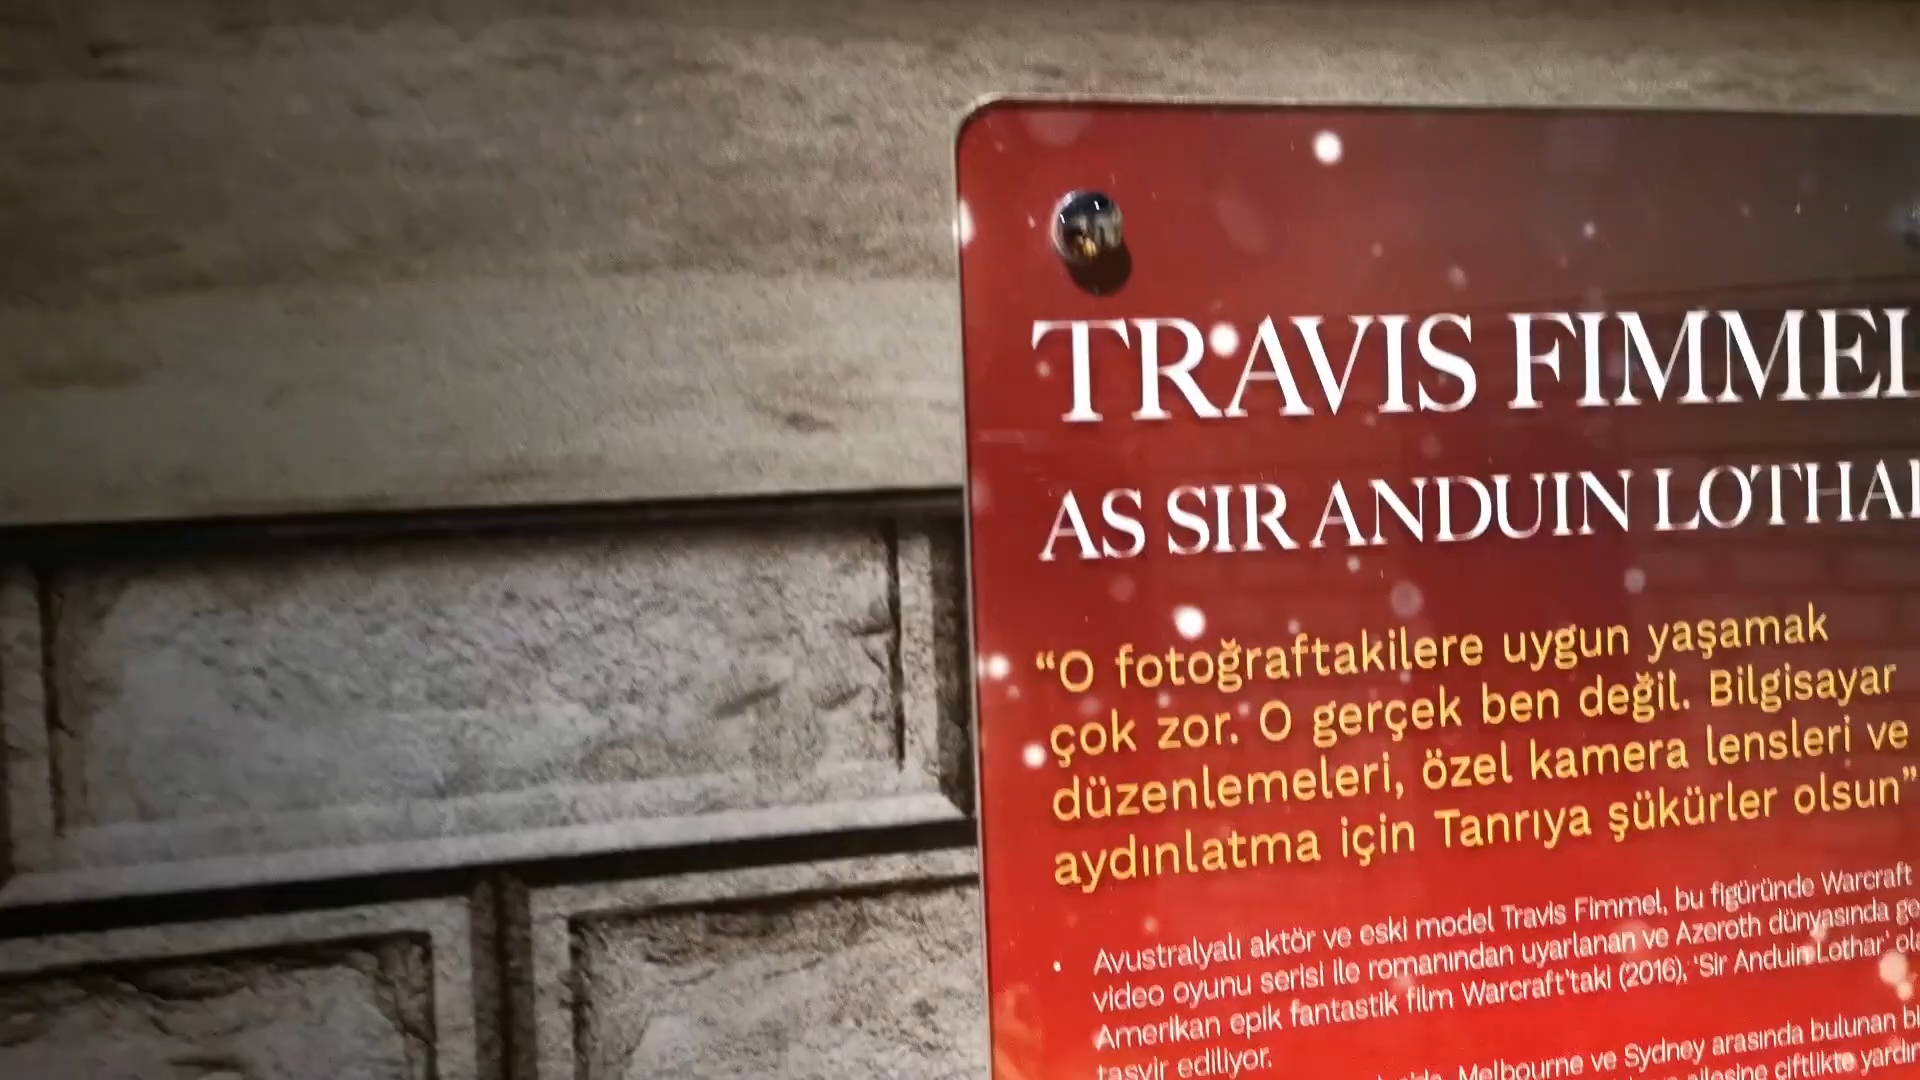 TRAVIS FIMMEL
AS SIR ANDUIN LOTHAR
“O fotoğraftakilere uygun yaşamak
çok zor. O gerçek ben değil. Bilgisayar
düzenlemeleri, özel kamera lensleri ve
aydınlatma için Tanrıya şükürler olsun”
• Avustralyalı aktör ve eski model Travis Fimmel, bu figüründe Warcraft
video oyunu serisi ile romanından uyarlanan ve Azeroth dünyasında
Amerikan epik fantastik film Warcraft'taki (2016), 'Sir Anduin Lothar'
tasvir ediliyor.
Melbourne ve Sydney arasında bulunan
ailesine çiftlikte